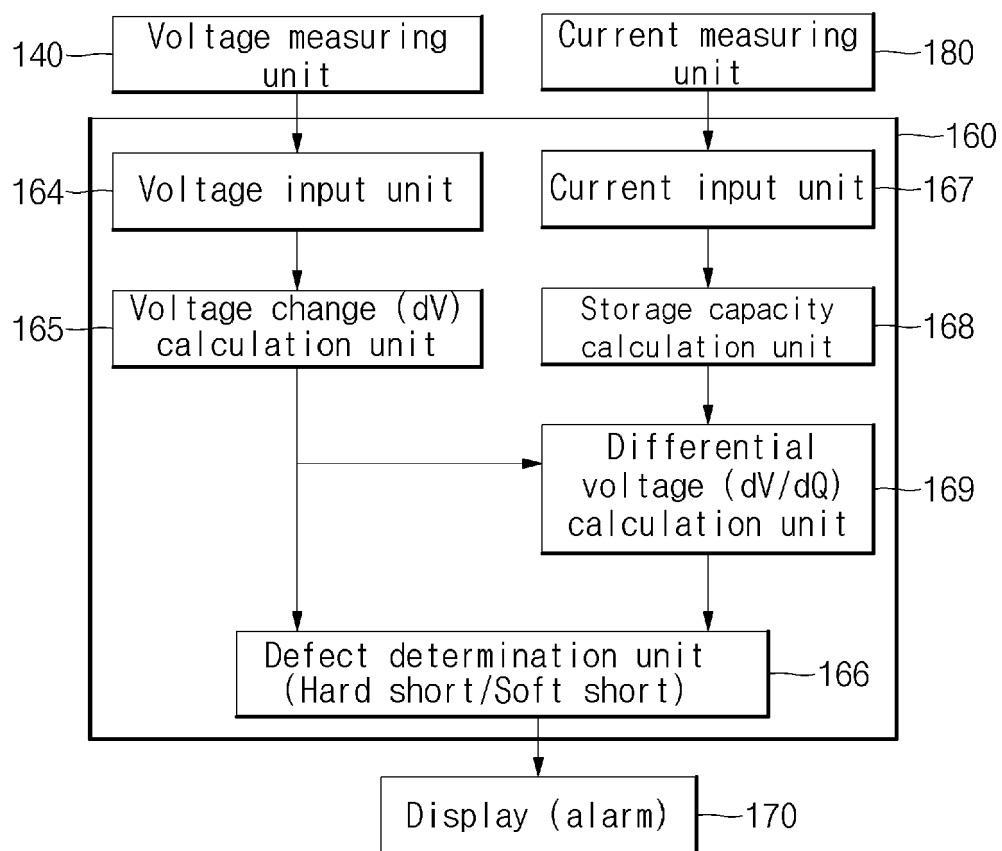 140
Voltage measuring
unit
Current measuring
unit
180
160
164
Voltage input unit
Current input unit
167
165
Voltage change (dV)
calculation unit
Storage capacity
calculation unit
168
Differential
voltage (dV/dQ)
calculation unit
169
Defect determination unit
(Hard short/Soft short)
166
Display (alarm)
170